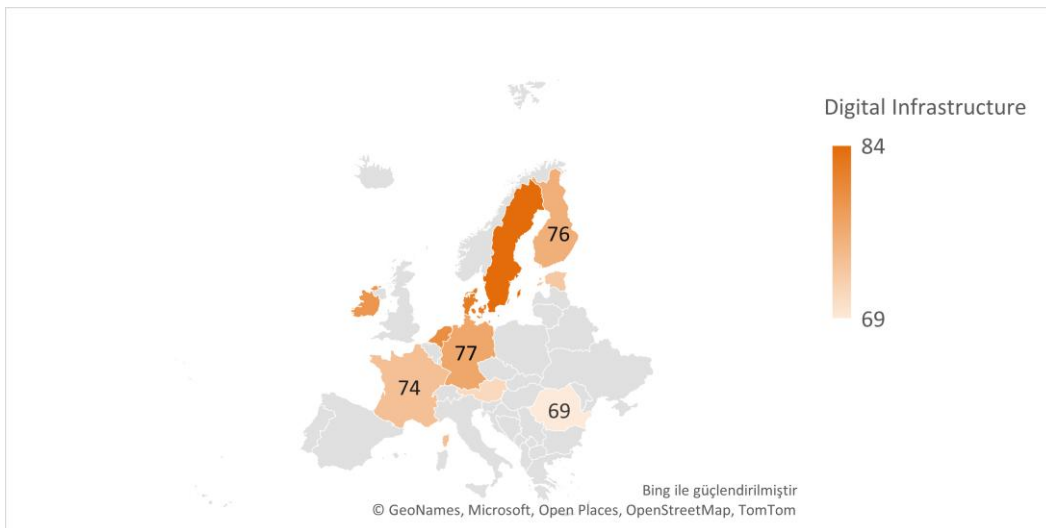 Digital Infrastructure
84
69
76
77
74
69
Bing ile güçlendirilmiştir
© GeoNames, Microsoft, Open Places, OpenStreetMap, TomTom